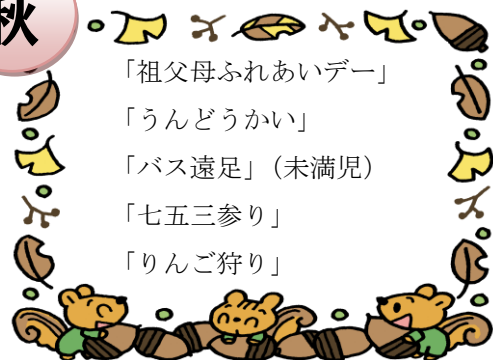 秋
「祖父母ふれあいデー」
「うんどうかい」
「バス遠足」（未満児）
「七五三参り」
「りんご狩り」